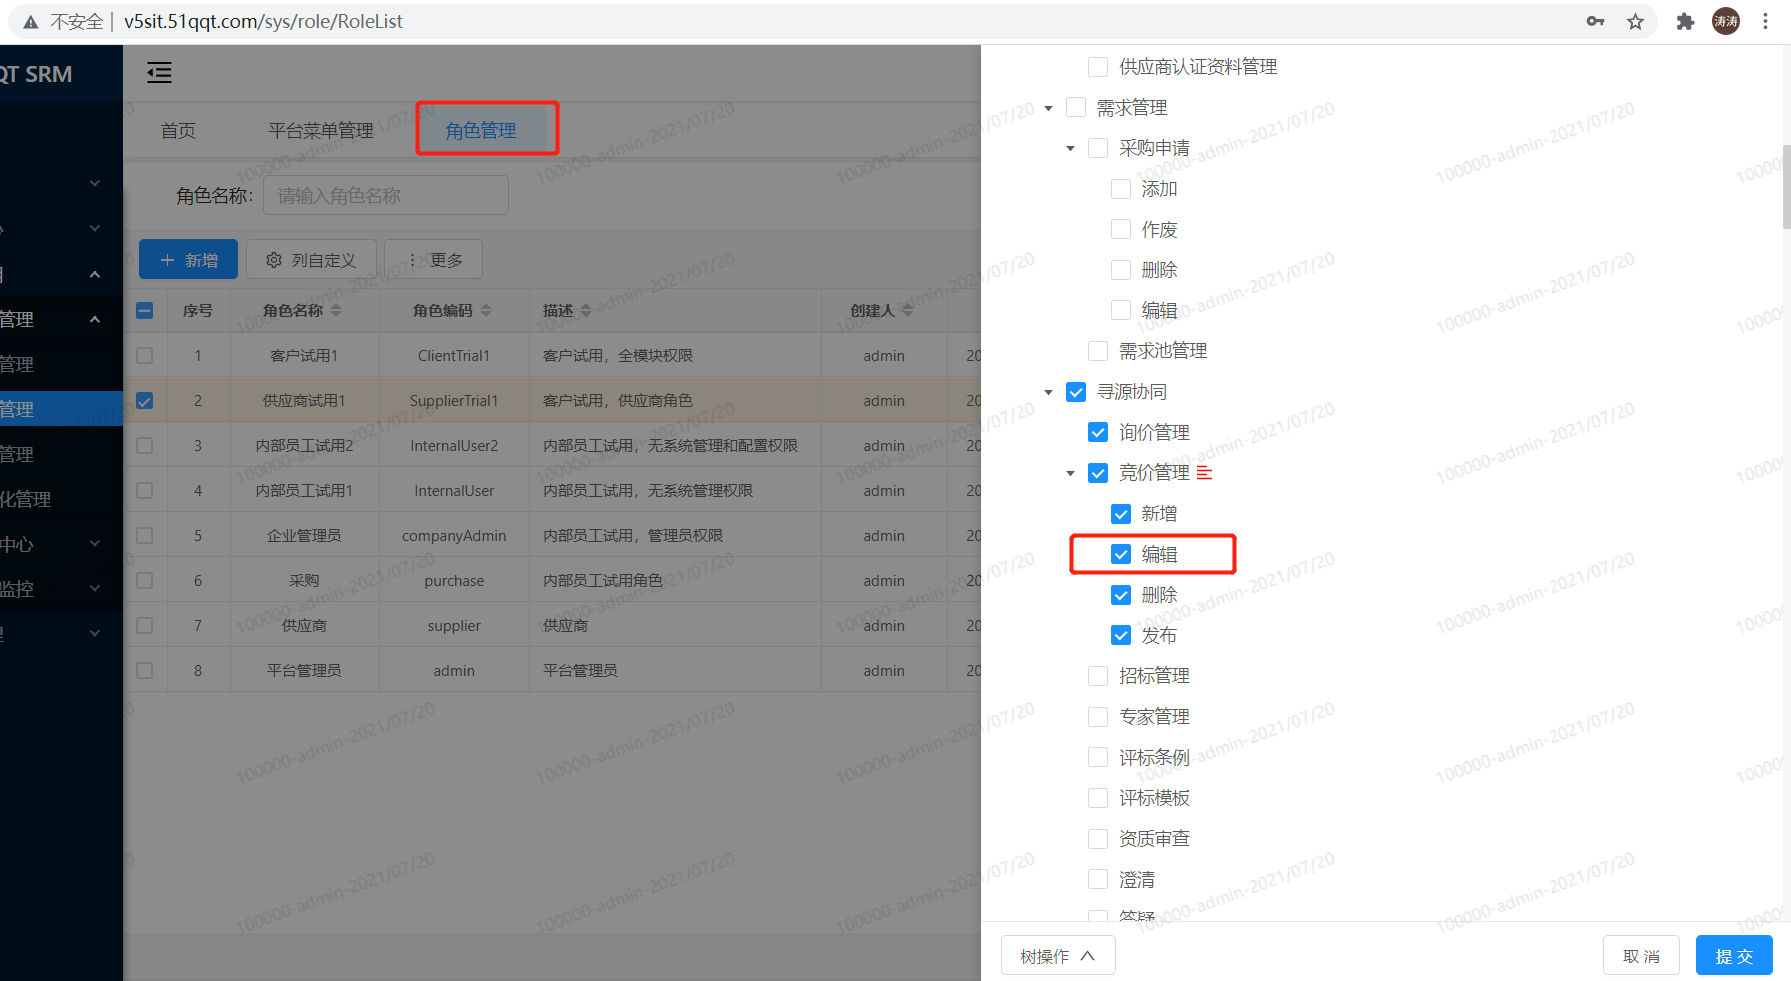 不安全 | v5sit.51qqt.com/sys/role/RoleList
涛涛
QT SRM
首页 平台菜单管理 角色管理
角色名称: 请输入角色名称
新增 列自定义 更多
序号 角色名称 角色编码 描述 创建人
1 客户试用1 ClientTrial1 客户试用，全模块权限 admin 20
2 供应商试用1 SupplierTrial1 客户试用，供应商角色 admin 20
3 内部员工试用2 InternalUser2 内部员工试用，无系统管理和配置权限 admin 20
4 内部员工试用1 InternalUser 内部员工试用，无系统管理权限 admin 20
5 企业管理员 companyAdmin 内部员工试用，管理员权限 admin 20
6 采购 purchase 内部员工试用角色 admin 20
7 供应商 supplier 供应商 admin 20
8 平台管理员 admin 平台管理员 admin 20
管理
管理
管理
管理
化管理
中心
监控
供应商认证资料管理
需求管理
采购申请
添加
作废
删除
编辑
需求池管理
寻源协同
询价管理
竞价管理
新增
编辑
删除
发布
招标管理
专家管理
评标条例
评标模板
资质审查
澄清
答疑
树操作 取 消 提 交
100000-admin-2021/07/20